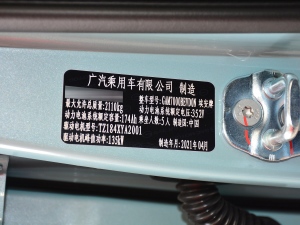 广汽乘用车有限公司 制造
最大允许总质量:2110kg 整车型号:GAM7000BEVD0N 埃安牌
动力电池系统额定电压:352V
动力电池系统额定容量:174Ah 乘坐人数:5人 国籍:中国
驱动电机型号:TZ184XYA2001
驱动电机峰值功率:135kW 制造年月:2021年04月